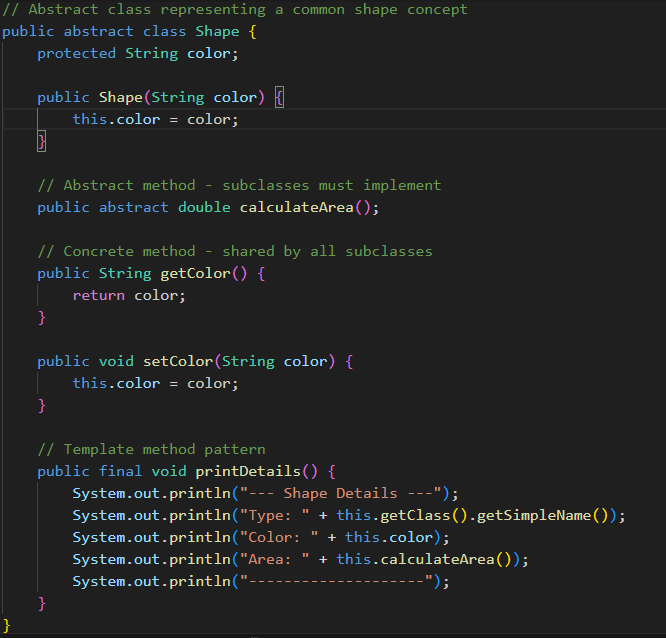 // Abstract class representing a common shape concept
public abstract class Shape {
    protected String color;

    public Shape(String color) {
        this.color = color;
    }

    // Abstract method - subclasses must implement
    public abstract double calculateArea();

    // Concrete method - shared by all subclasses
    public String getColor() {
        return color;
    }

    public void setColor(String color) {
        this.color = color;
    }

    // Template method pattern
    public final void printDetails() {
        System.out.println("--- Shape Details ---");
        System.out.println("Type: " + this.getClass().getSimpleName());
        System.out.println("Color: " + this.color);
        System.out.println("Area: " + this.calculateArea());
        System.out.println("--------------------");
    }
}